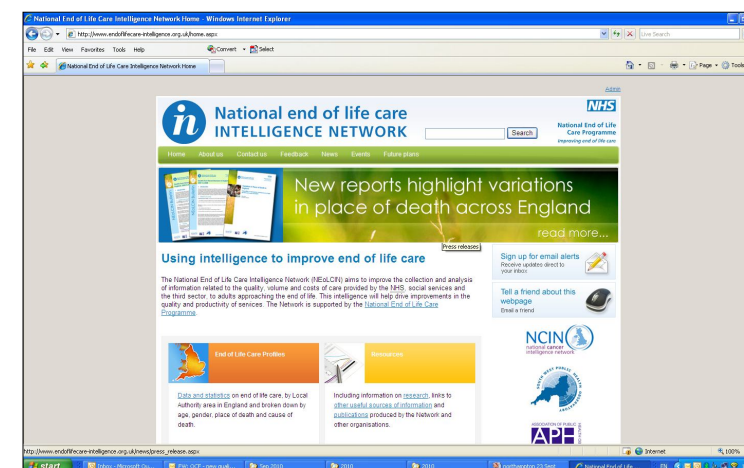 National End of Life Care Intelligence Network Home - Windows Internet Explorer
http://www.endoflifecare-intelligence.org.uk/home.aspx
Live Search
File Edit View Favorites Tools Help
Convert
Select
National End of Life Care Intelligence Network Home
Page
Tools
Admin
National end of life care
INTELLIGENCE NETWORK
Search
NHS
National End of Life
Care Programme
Improving end of life care
Home About us Contact us Feedback News Events Future plans
New reports highlight variations
in place of death across England
read more...
Press releases
Using intelligence to improve end of life care
The National End of Life Care Intelligence Network (NEoLCIN) aims to improve the collection and analysis
of information related to the quality, volume and costs of care provided by the NHS, social services and
the third sector, to adults approaching the end of life. This intelligence will help drive improvements in the
quality and productivity of services. The Network is supported by the National End of Life Care
Programme.
Sign up for email alerts
Receive updates direct to
your inbox
Tell a friend about this
webpage
Email a friend
NCIN
national cancer
intelligence network
SOUTH WEST PUBLIC HEALTH OBSERVATORY
ASSOCIATION OF PUBLIC
APH
End of Life Care Profiles
Data and statistics on end of life care, by Local
Authority area in England and broken down by
age, gender, place of death and cause of
death.
Resources
Including information on research, links to
other useful sources of information and
publications produced by the Network and
other organisations.
http://www.endoflifecare-intelligence.org.uk/news/press_release.aspx
Internet
100%
start
Inbox - Microsoft Ou...
Sep 2010
2010
2010
northampton 23 Sept...
National End of Life ...
EN